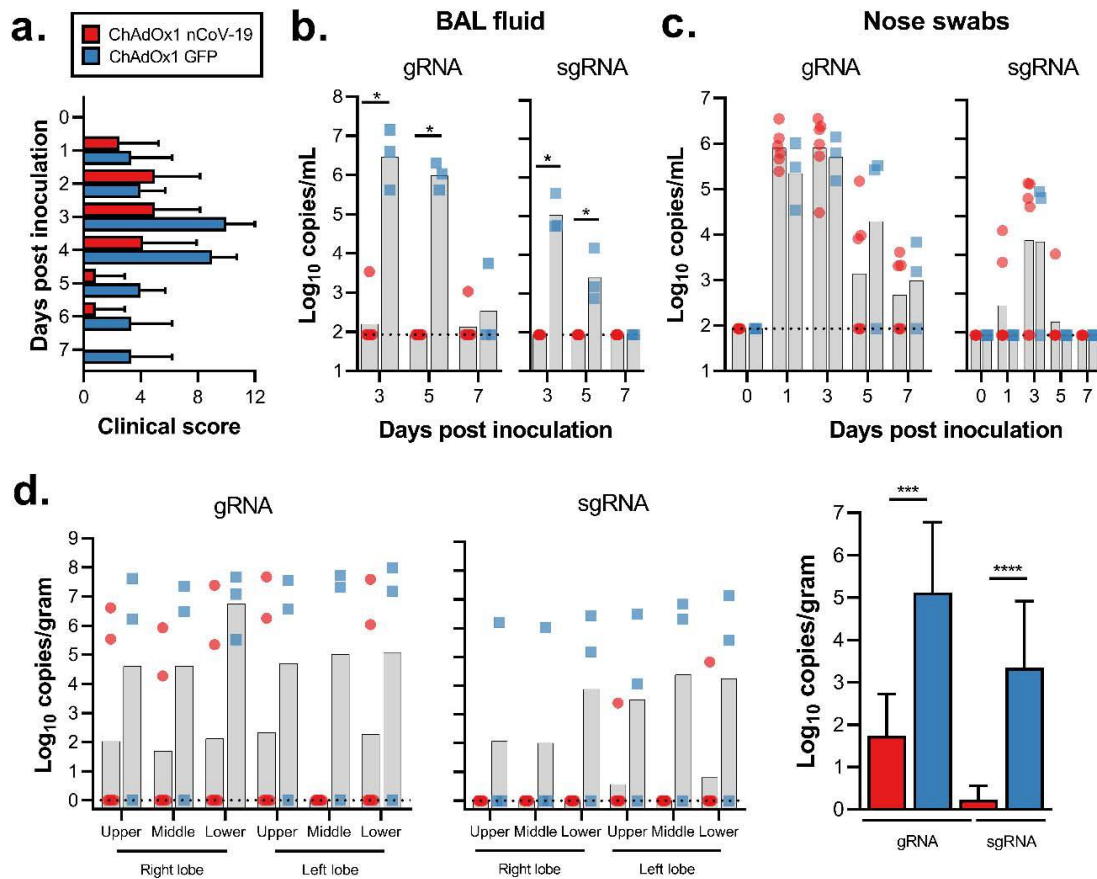 a.
ChAdOx1 nCoV-19
ChAdOx1 GFP
Days post inoculation
0
1
2
3
4
5
6
7
0 4 8 12
Clinical score
b.
BAL fluid
gRNA
sgRNA
Log10 copies/mL
8
7
6
5
4
3
2
1
* *
* *
3 5 7
3 5 7
Days post inoculation
c.
Nose swabs
gRNA
sgRNA
Log10 copies/mL
7
6
5
4
3
2
1
0 1 3 5 7
0 1 3 5 7
Days post inoculation
d.
gRNA
Log10 copies/gram
9
8
7
6
5
4
3
2
1
0
Upper Middle Lower Upper Middle Lower
Right lobe Left lobe
sgRNA
Upper Middle Lower Upper Middle Lower
Right lobe Left lobe
Log10 copies/gram
7
6
5
4
3
2
1
0
*** ****
gRNA sgRNA